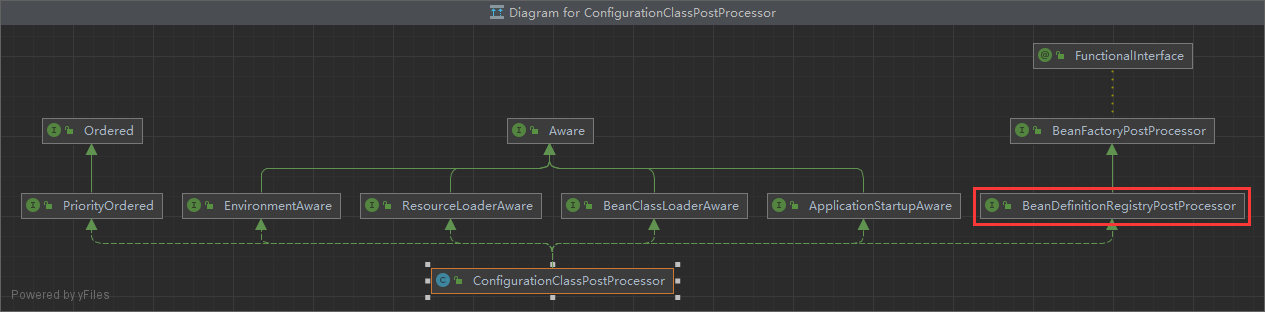 Diagram for ConfigurationClassPostProcessor
@ FunctionalInterface
I Ordered
I Aware
I BeanFactoryPostProcessor
I PriorityOrdered
I EnvironmentAware
I ResourceLoaderAware
I BeanClassLoaderAware
I ApplicationStartupAware
I BeanDefinitionRegistryPostProcessor
C ConfigurationClassPostProcessor
Powered by yFiles